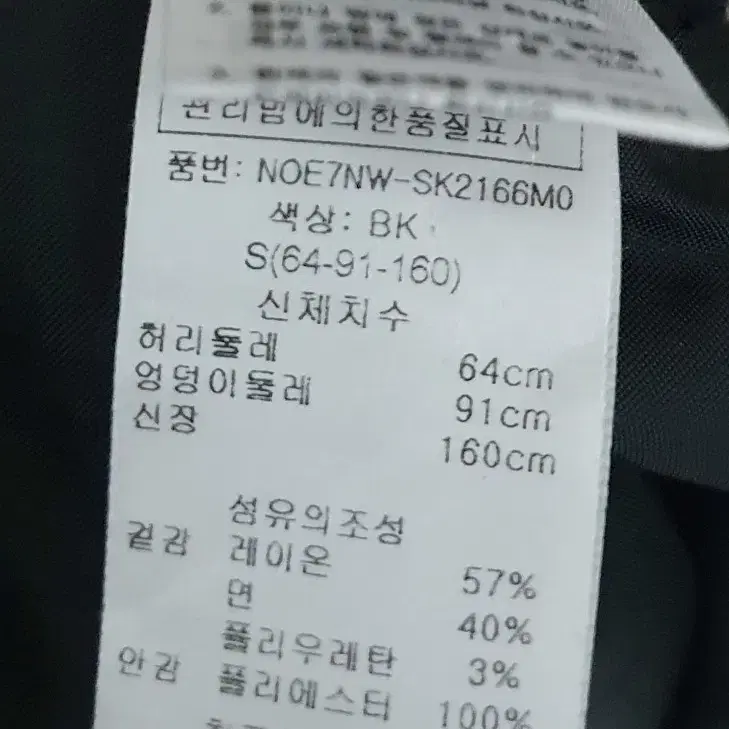 관리법에의한품질표시
품번: NOE7NW-SK2166M0
색상: BK
S(64-91-160)
신체치수
허리둘레 64cm
엉덩이둘레 91cm
신장 160cm
섬유의조성
겉감 레이온 57%
면 40%
폴리우레탄 3%
안감 폴리에스터 100%